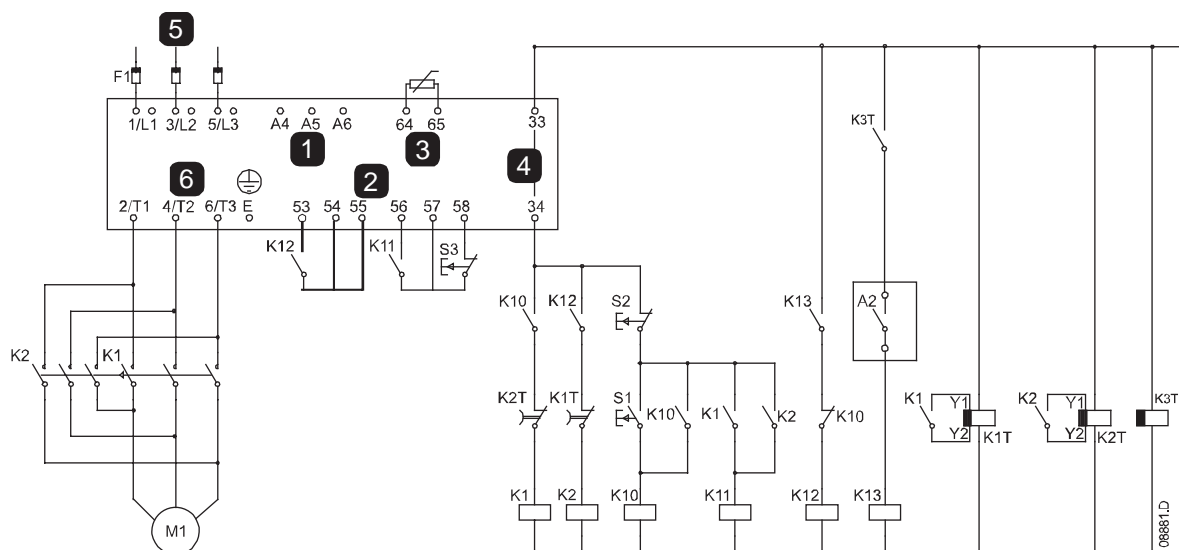 5
F1
1/L1 3/L2 5/L3 A4 A5 A6 64 65 33
1 3
4
6 2
2/T1 4/T2 6/T3 E 53 54 55 56 57 58 34
K12 K11 S3
K3T
K10 K12 S2 K13 A2
K2 K1
K2T K1T S1 K10 K1 K2 K10
K1 Y1 Y2 K1T K2 Y1 Y2 K2T K3T
K1 K2 K10 K11 K12 K13
M1
08881.D